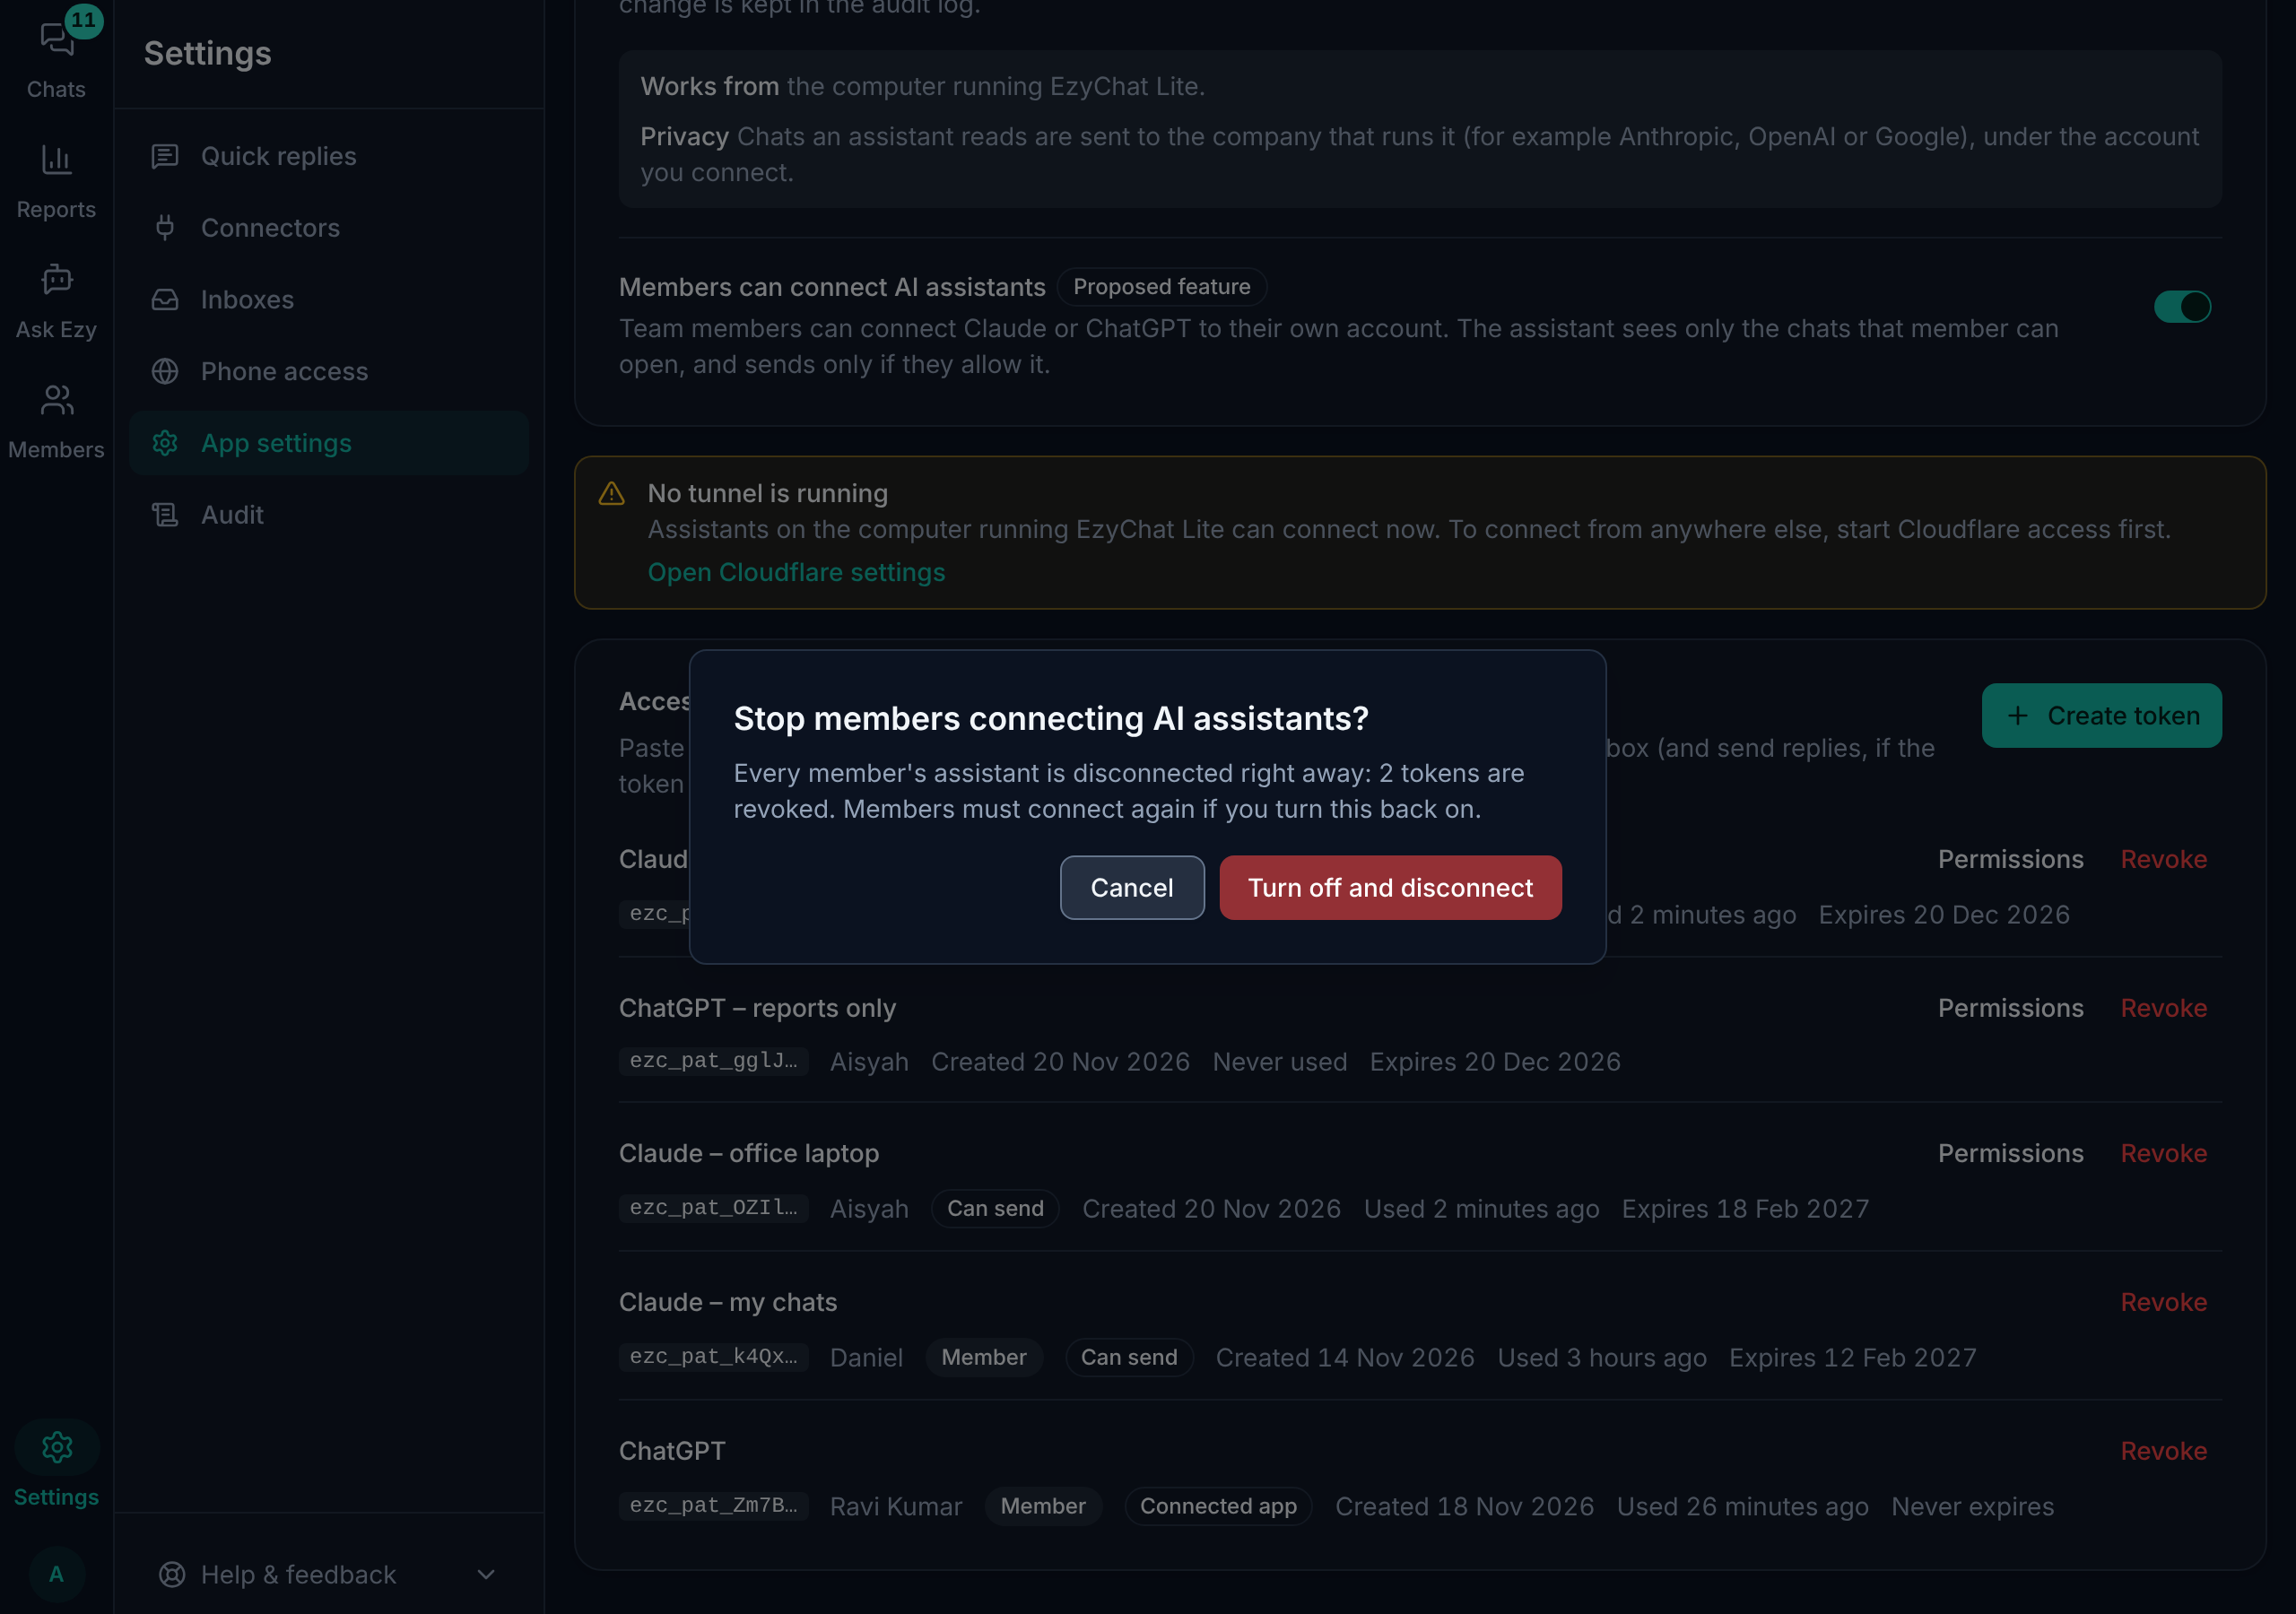 11
Chats
Reports
Ask Ezy
Members
Settings
A
Settings
Quick replies
Connectors
Inboxes
Phone access
App settings
Audit
Help & feedback
change is kept in the audit log.
Works from the computer running EzyChat Lite.
Privacy Chats an assistant reads are sent to the company that runs it (for example Anthropic, OpenAI or Google), under the account
you connect.
Members can connect AI assistants Proposed feature
Team members can connect Claude or ChatGPT to their own account. The assistant sees only the chats that member can
open, and sends only if they allow it.
No tunnel is running
Assistants on the computer running EzyChat Lite can connect now. To connect from anywhere else, start Cloudflare access first.
Open Cloudflare settings
Acces
Create token
Paste box (and send replies, if the
token
Stop members connecting AI assistants?
Every member's assistant is disconnected right away: 2 tokens are
revoked. Members must connect again if you turn this back on.
Cancel Turn off and disconnect
Claud Permissions Revoke
ezc_p d 2 minutes ago Expires 20 Dec 2026
ChatGPT – reports only Permissions Revoke
ezc_pat_gglJ… Aisyah Created 20 Nov 2026 Never used Expires 20 Dec 2026
Claude – office laptop Permissions Revoke
ezc_pat_OZIl… Aisyah Can send Created 20 Nov 2026 Used 2 minutes ago Expires 18 Feb 2027
Claude – my chats Revoke
ezc_pat_k4Qx… Daniel Member Can send Created 14 Nov 2026 Used 3 hours ago Expires 12 Feb 2027
ChatGPT Revoke
ezc_pat_Zm7B… Ravi Kumar Member Connected app Created 18 Nov 2026 Used 26 minutes ago Never expires